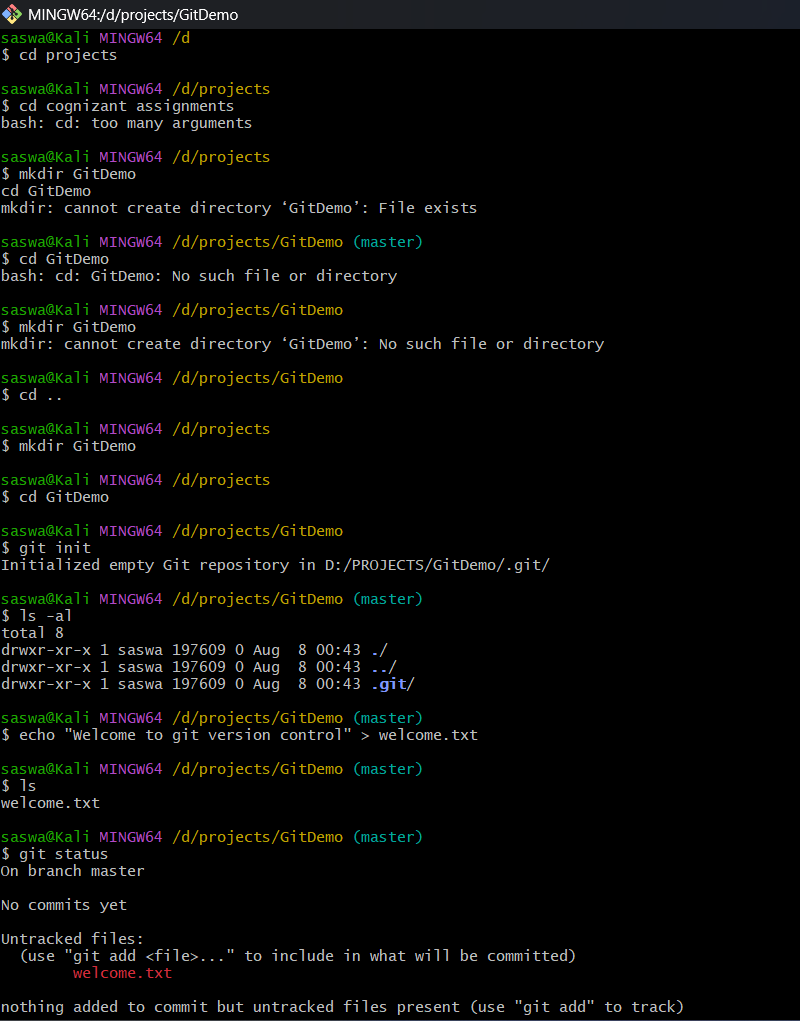 MINGW64:/d/projects/GitDemo
saswa@Kali MINGW64 /d
$ cd projects

saswa@Kali MINGW64 /d/projects
$ cd cognizant assignments
bash: cd: too many arguments

saswa@Kali MINGW64 /d/projects
$ mkdir GitDemo
cd GitDemo
mkdir: cannot create directory ‘GitDemo’: File exists

saswa@Kali MINGW64 /d/projects/GitDemo (master)
$ cd GitDemo
bash: cd: GitDemo: No such file or directory

saswa@Kali MINGW64 /d/projects/GitDemo
$ mkdir GitDemo
mkdir: cannot create directory ‘GitDemo’: No such file or directory

saswa@Kali MINGW64 /d/projects/GitDemo
$ cd ..

saswa@Kali MINGW64 /d/projects
$ mkdir GitDemo

saswa@Kali MINGW64 /d/projects
$ cd GitDemo

saswa@Kali MINGW64 /d/projects/GitDemo
$ git init
Initialized empty Git repository in D:/PROJECTS/GitDemo/.git/

saswa@Kali MINGW64 /d/projects/GitDemo (master)
$ ls -al
total 8
drwxr-xr-x 1 saswa 197609 0 Aug  8 00:43 ./
drwxr-xr-x 1 saswa 197609 0 Aug  8 00:43 ../
drwxr-xr-x 1 saswa 197609 0 Aug  8 00:43 .git/

saswa@Kali MINGW64 /d/projects/GitDemo (master)
$ echo "Welcome to git version control" > welcome.txt

saswa@Kali MINGW64 /d/projects/GitDemo (master)
$ ls
welcome.txt

saswa@Kali MINGW64 /d/projects/GitDemo (master)
$ git status
On branch master

No commits yet

Untracked files:
  (use "git add <file>..." to include in what will be committed)
        welcome.txt

nothing added to commit but untracked files present (use "git add" to track)